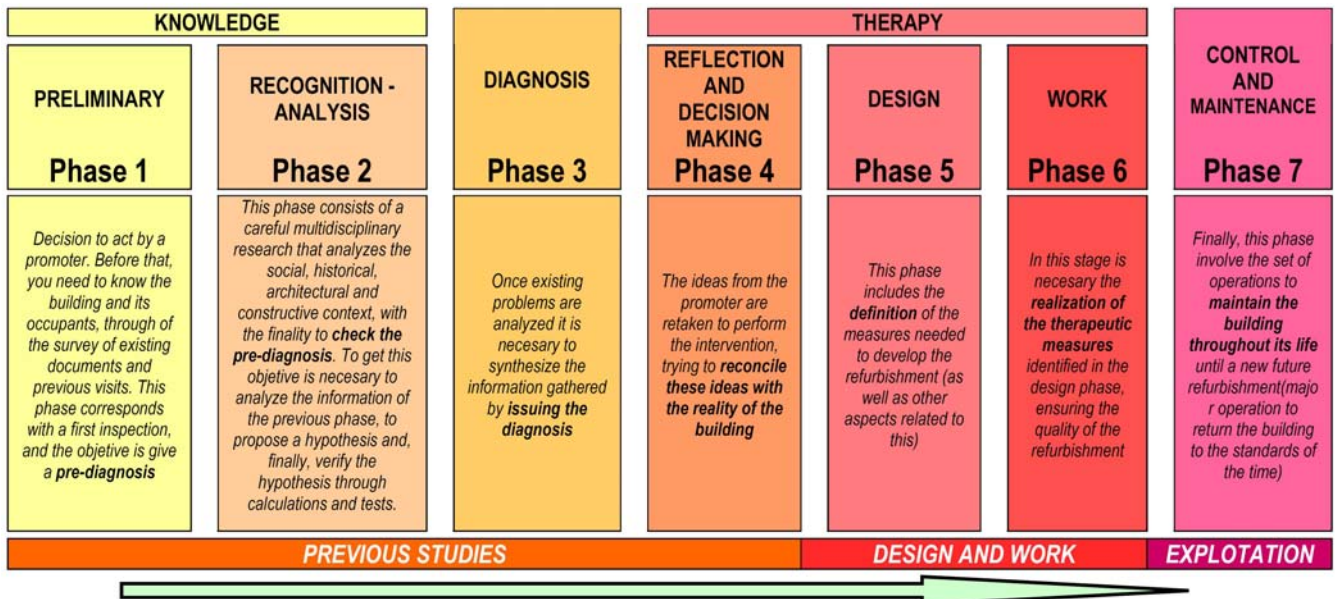 KNOWLEDGE
PRELIMINARY
Phase 1
Decision to act by a
promoter. Before that,
you need to know the
building and its
occupants, through of
the survey of existing
documents and
previous visits. This
phase corresponds
with a first inspection,
and the objetive is give
a pre-diagnosis
RECOGNITION -
ANALYSIS
Phase 2
This phase consists of a
careful multidisciplinary
research that analyzes the
social, historical,
architectural and
constructive context, with
the finality to check the
pre-diagnosis. To get this
objetive is necesary to
analyze the information of
the previous phase, to
propose a hypothesis and,
finally, verify the
hypothesis through
calculations and tests.
DIAGNOSIS
Phase 3
Once existing
problems are
analyzed it is
necesary to
synthesize the
information gathered
by issuing the
diagnosis
THERAPY
REFLECTION
AND
DECISION
MAKING
Phase 4
The ideas from the
promoter are
retaken to perform
the intervention,
trying to reconcile
these ideas with
the reality of the
building
DESIGN
Phase 5
This phase
includes the
definition of the
measures needed
to develop the
refurbishment (as
well as other
aspects related to
this)
WORK
Phase 6
In this stage is
necesary the
realization of
the therapeutic
measures
identified in the
design phase,
ensuring the
quality of the
refurbishment
CONTROL
AND
MAINTENANCE
Phase 7
Finally, this phase
involve the set of
operations to
maintain the
building
throughout its life
until a new future
refurbishment(majo
r operation to
return the building
to the standards of
the time)
PREVIOUS STUDIES
DESIGN AND WORK
EXPLOTATION